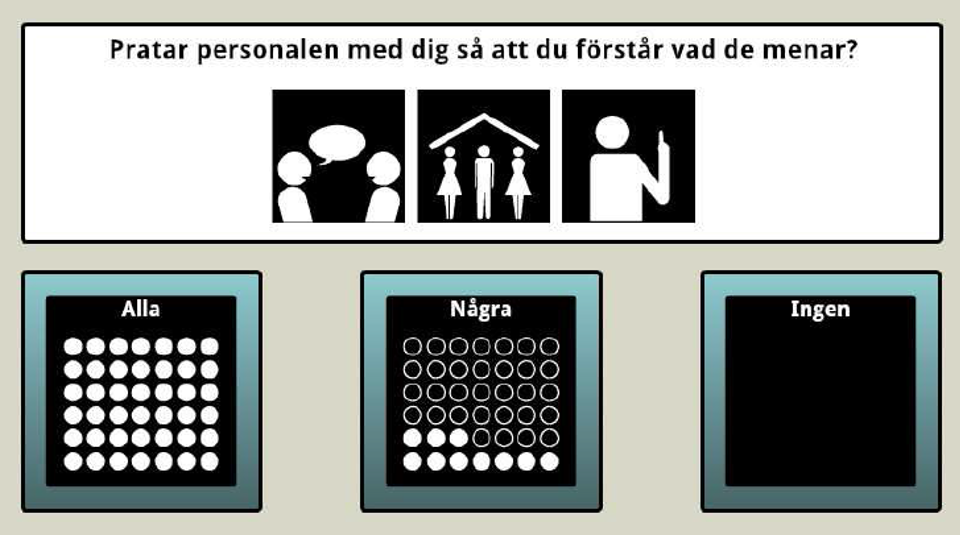 Pratar personalen med dig så att du förstår vad de menar?
Alla
Några
Ingen